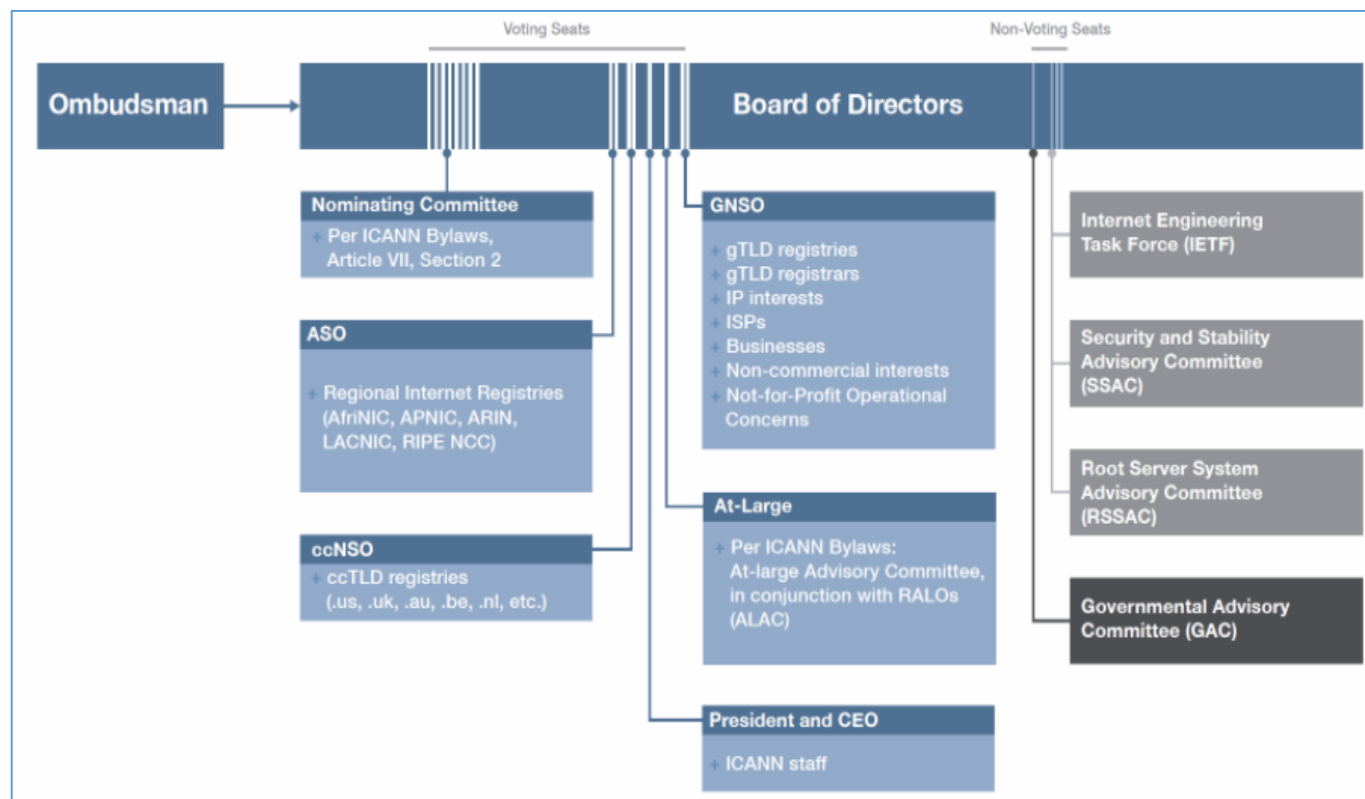 Voting Seats
Non-Voting Seats
Ombudsman
Board of Directors
Nominating Committee
+ Per ICANN Bylaws,
Article VII, Section 2
ASO
+ Regional Internet Registries
(AfriNIC, APNIC, ARIN,
LACNIC, RIPE NCC)
ccNSO
+ ccTLD registries
(.us, .uk, .au, .be, .nl, etc.)
GNSO
+ gTLD registries
+ gTLD registrars
+ IP interests
+ ISPs
+ Businesses
+ Non-commercial interests
+ Not-for-Profit Operational
Concerns
At-Large
+ Per ICANN Bylaws:
At-large Advisory Committee,
in conjunction with RALOs
(ALAC)
President and CEO
+ ICANN staff
Internet Engineering
Task Force (IETF)
Security and Stability
Advisory Committee
(SSAC)
Root Server System
Advisory Committee
(RSSAC)
Governmental Advisory
Committee (GAC)